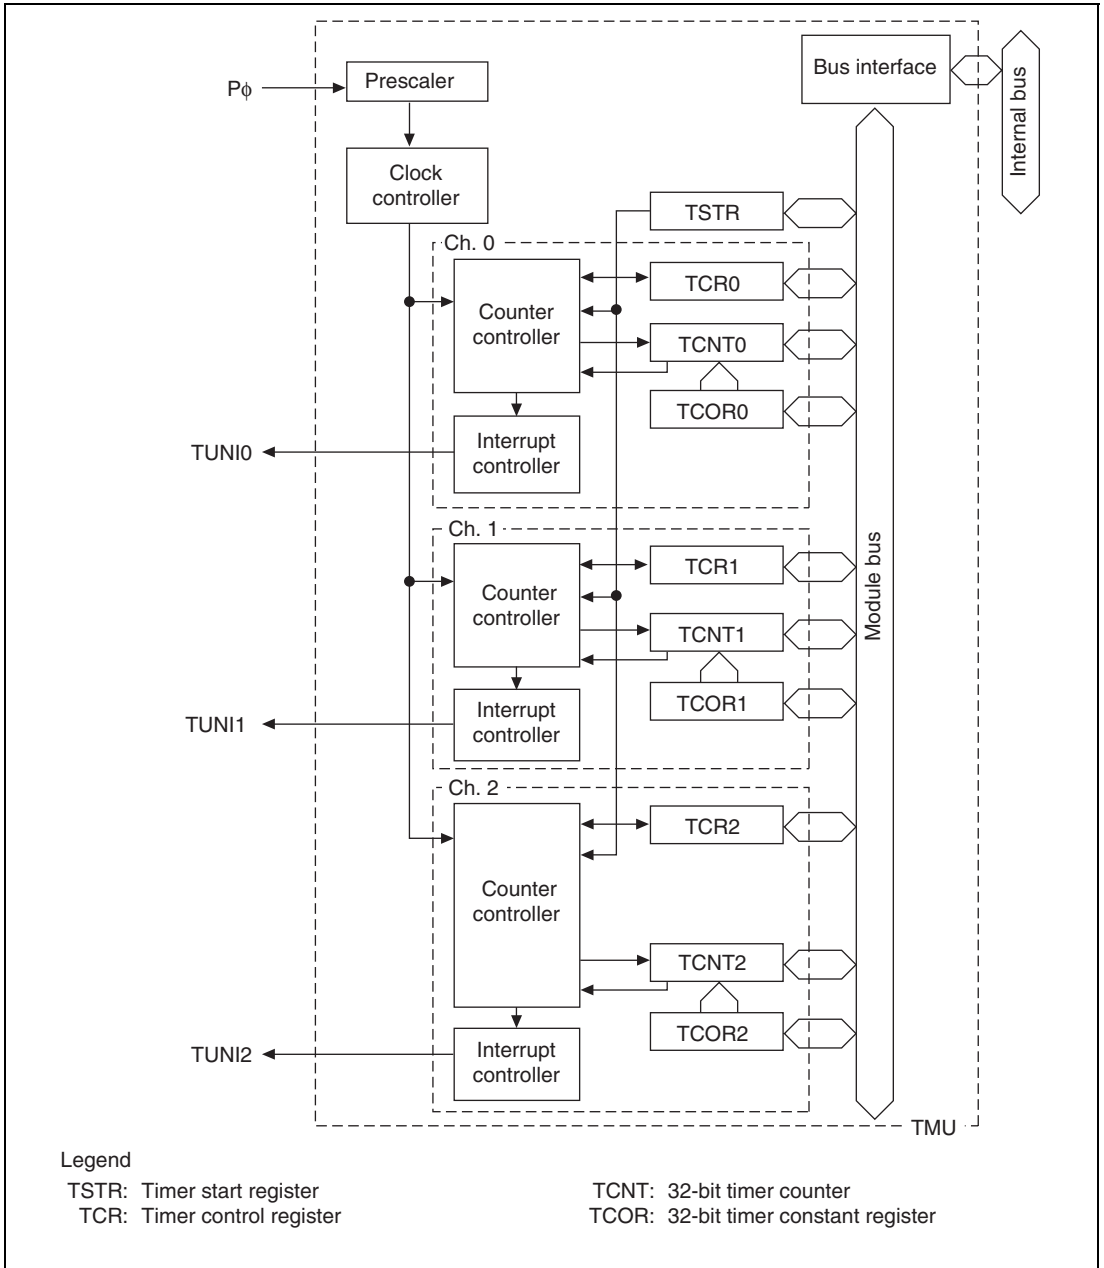 Pφ
Prescaler
Bus interface
Internal bus
Clock
controller
TSTR
Ch. 0
Counter
controller
TCR0
TCNT0
TCOR0
Interrupt
controller
TUNI0
Ch. 1
Counter
controller
TCR1
TCNT1
TCOR1
Module bus
Interrupt
controller
TUNI1
Ch. 2
Counter
controller
TCR2
TCNT2
TCOR2
Interrupt
controller
TUNI2
TMU
Legend
TSTR: Timer start register
TCR: Timer control register
TCNT: 32-bit timer counter
TCOR: 32-bit timer constant register